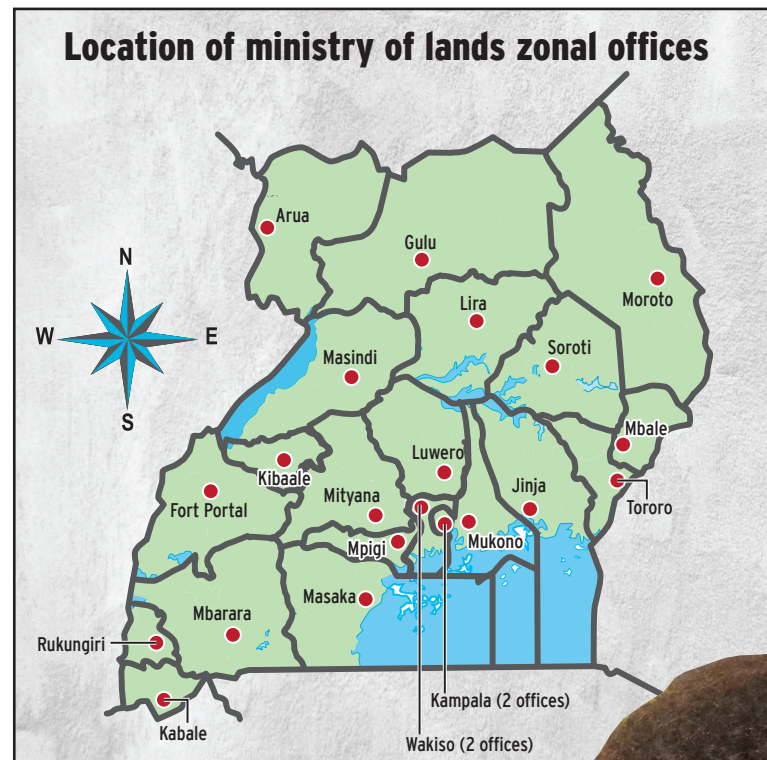 Location of ministry of lands zonal offices
Arua
Gulu
N
Moroto
Lira
W
E
Soroti
Masindi
S
Mbale
Luwero
Kibaale
Jinja
Fort Portal
Mityana
Tororo
Mukono
Mpigi
Masaka
Mbarara
Rukungiri
Kampala (2 offices)
Kabale
Wakiso (2 offices)